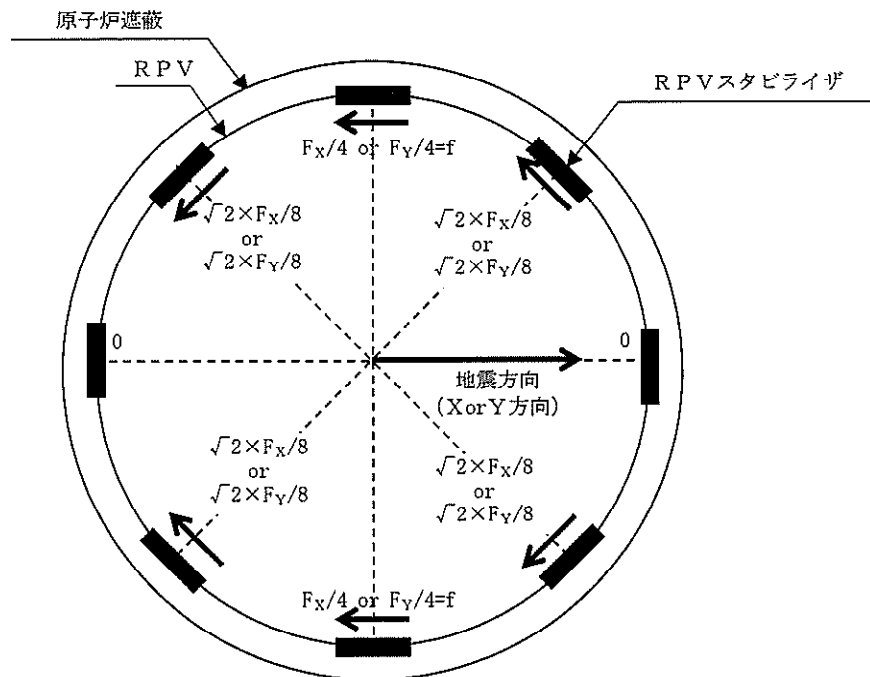 原子炉遮蔽
RPV
RPVスタビライザ
FX/4 or FY/4=f
√2×FX/8
or
√2×FY/8
√2×FX/8
or
√2×FY/8
0
0
地震方向
(XorY方向)
√2×FX/8
or
√2×FY/8
√2×FX/8
or
√2×FY/8
FX/4 or FY/4=f